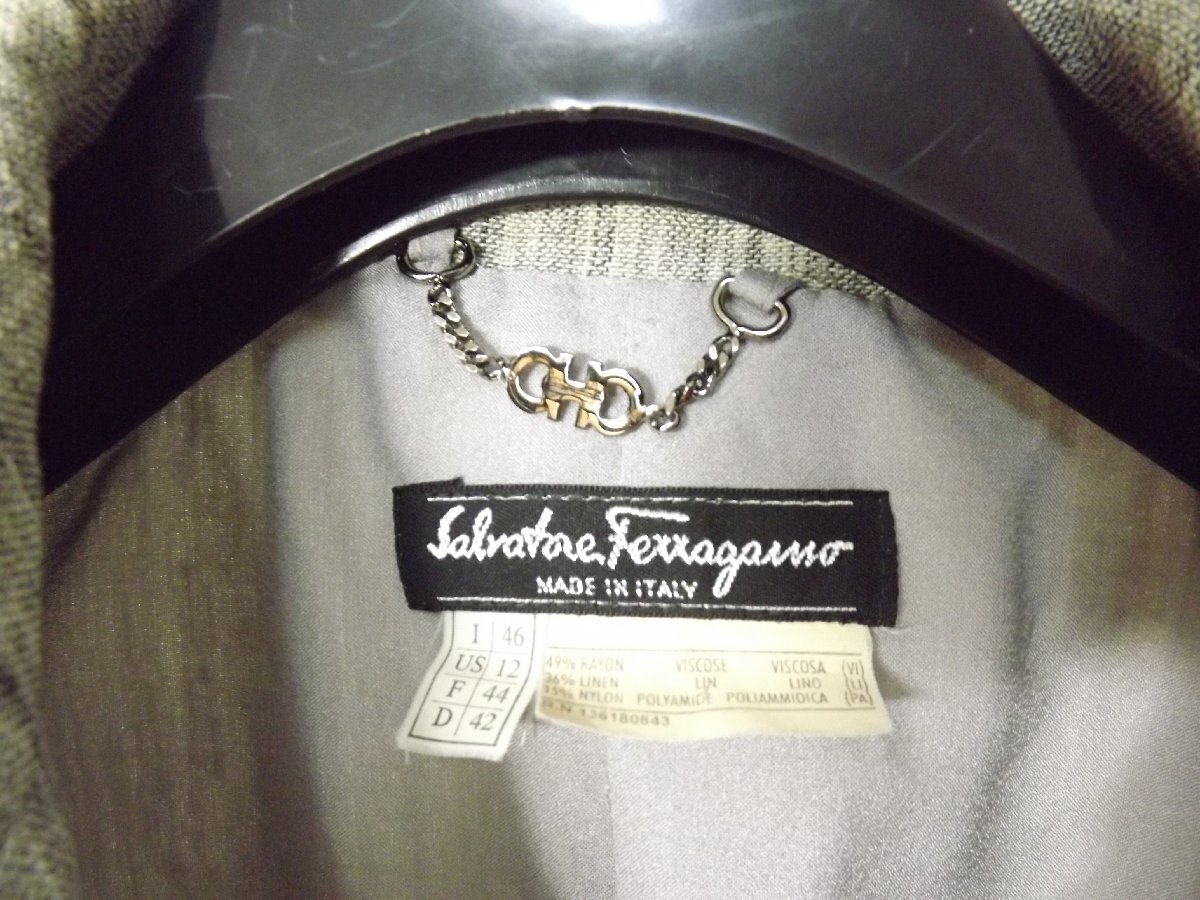 Salvatore Ferragamo
MADE IN ITALY
I 46
US 12
F 44
D 42
49% RAYON VISCOSE VISCOSA (VI)
36% LINEN LIN LINO (LI)
15% NYLON POLYAMIDE POLIAMMIDICA (PA)
R.N 136180843